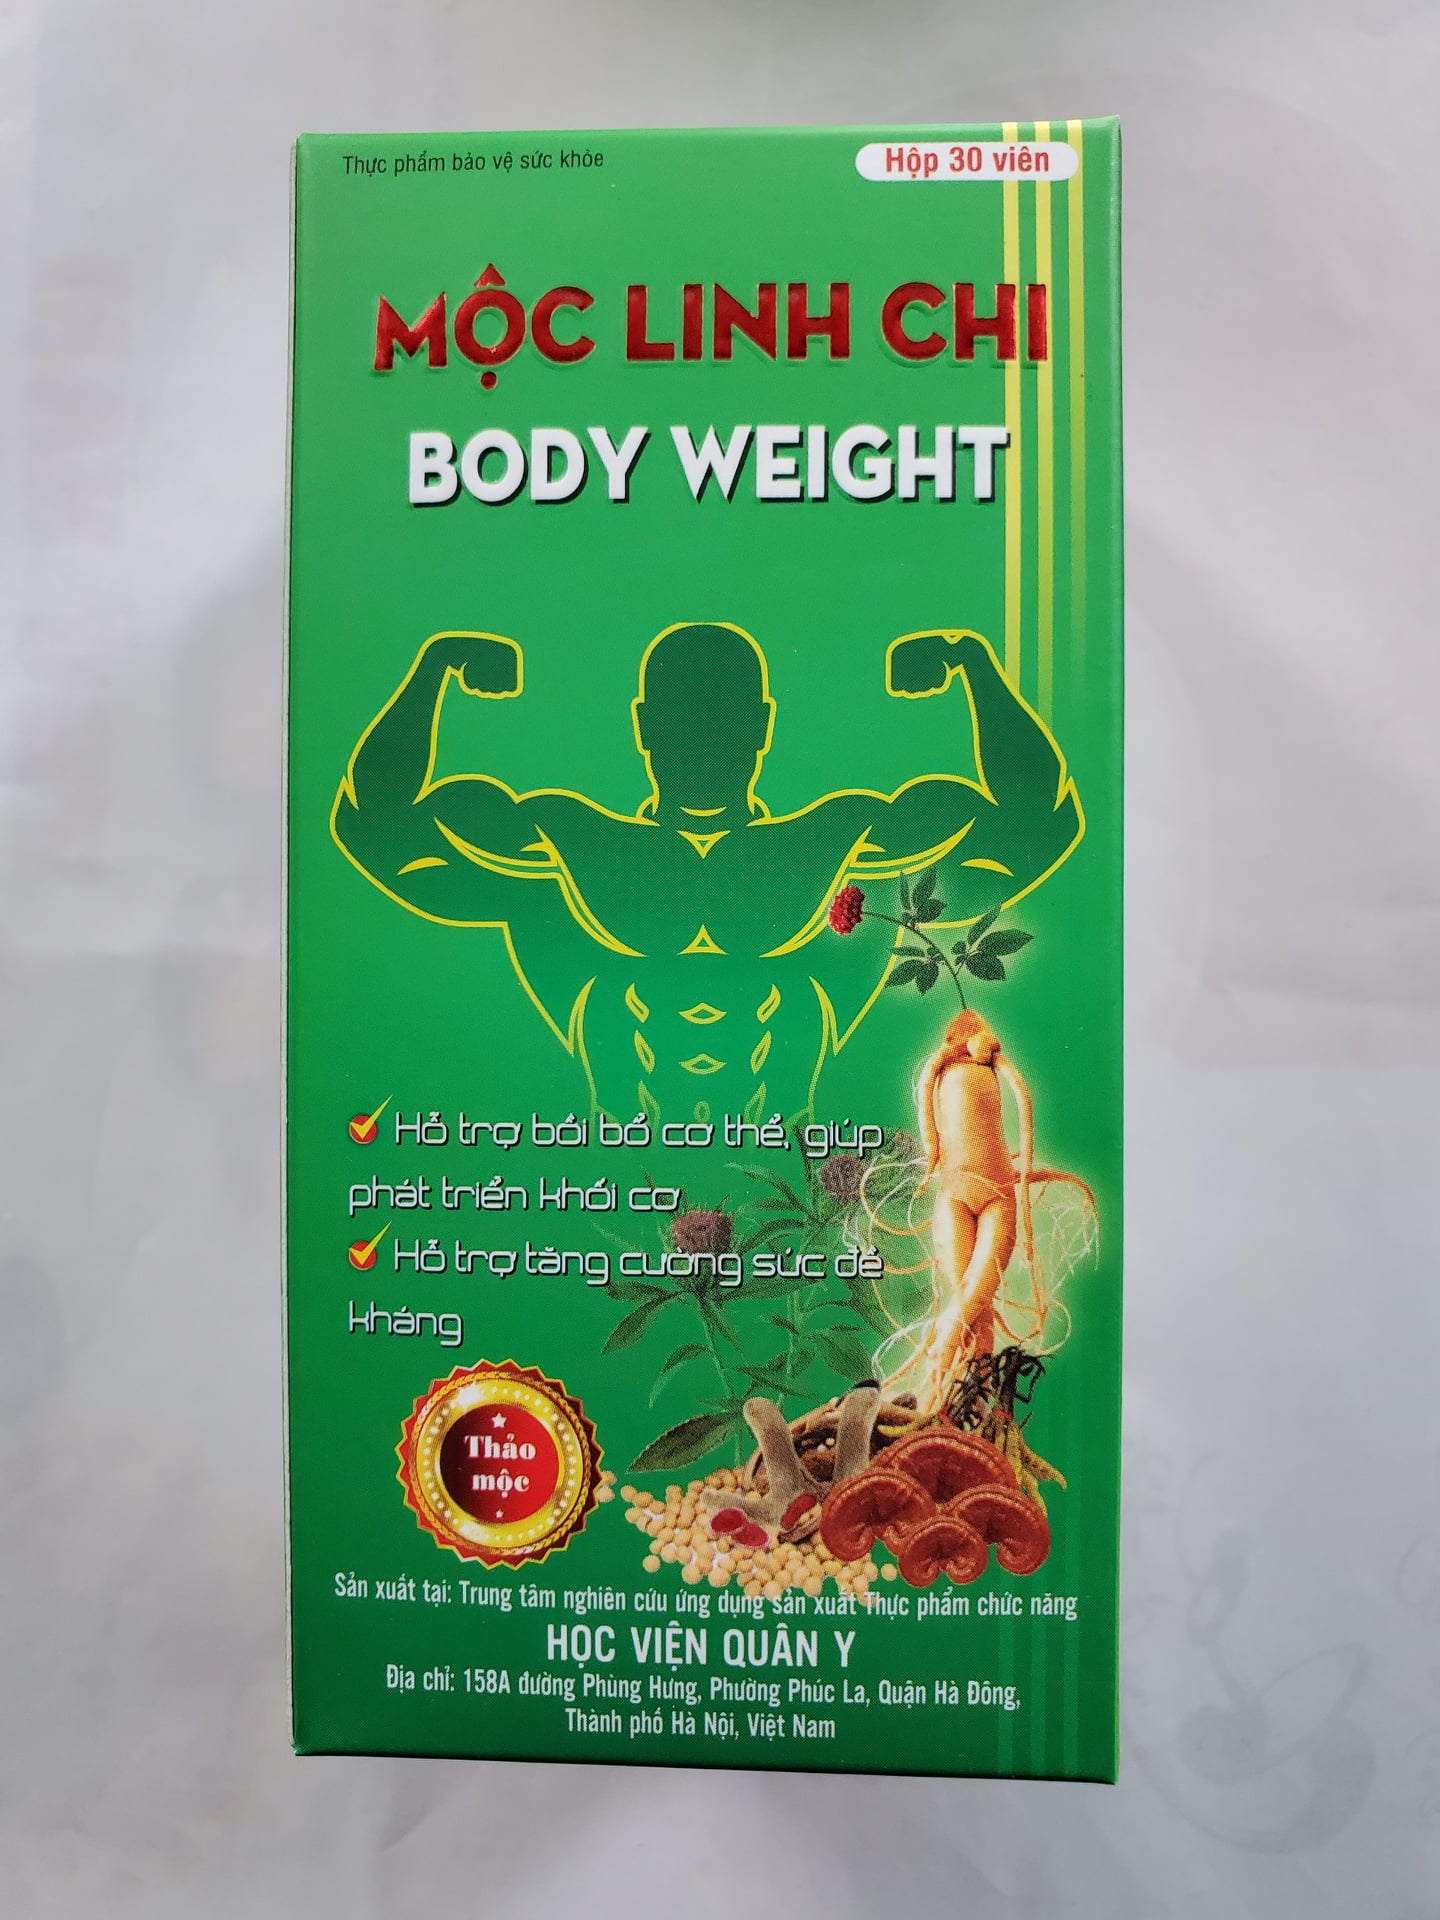 Thực phẩm bảo vệ sức khỏe
Hộp 30 viên
MỘC LINH CHI
BODY WEIGHT
Hỗ trợ bồi bổ cơ thể, giúp
phát triển khối cơ
Hỗ trợ tăng cường sức đề
kháng
Thảo
mộc
Sản xuất tại: Trung tâm nghiên cứu ứng dụng sản xuất Thực phẩm chức năng
HỌC VIỆN QUÂN Y
Địa chỉ: 158A đường Phùng Hưng, Phường Phúc La, Quận Hà Đông,
Thành phố Hà Nội, Việt Nam